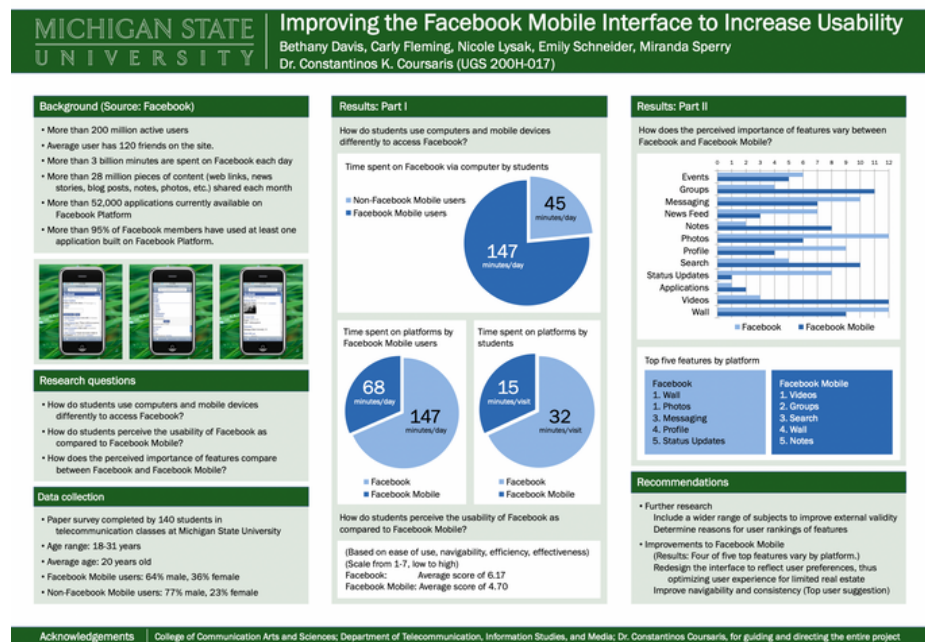 MICHIGAN STATE
UNIVERSITY
Improving the Facebook Mobile Interface to Increase Usability
Bethany Davis, Carly Fleming, Nicole Lysak, Emily Schneider, Miranda Sperry
Dr. Constantinos K. Coursaris (UGS 200H-017)
Background (Source: Facebook)
• More than 200 million active users
• Average user has 120 friends on the site.
• More than 3 billion minutes are spent on Facebook each day
• More than 28 million pieces of content (web links, news
stories, blog posts, notes, photos, etc.) shared each month
• More than 52,000 applications currently available on
Facebook Platform
• More than 95% of Facebook members have used at least one
application built on Facebook Platform.
Research questions
• How do students use computers and mobile devices
differently to access Facebook?
• How do students perceive the usability of Facebook as
compared to Facebook Mobile?
• How does the perceived importance of features compare
between Facebook and Facebook Mobile?
Data collection
• Paper survey completed by 140 students in
telecommunication classes at Michigan State University
• Age range: 18-31 years
• Average age: 20 years old
• Facebook Mobile users: 64% male, 36% female
• Non-Facebook Mobile users: 77% male, 23% female
Results: Part I
How do students use computers and mobile devices
differently to access Facebook?
Time spent on Facebook via computer by students
Non-Facebook Mobile users
Facebook Mobile users
45
minutes/day
147
minutes/day
Time spent on platforms by
Facebook Mobile users
68
minutes/day
147
minutes/day
Facebook
Facebook Mobile
Time spent on platforms by
students
15
minutes/visit
32
minutes/visit
Facebook
Facebook Mobile
How do students perceive the usability of Facebook as
compared to Facebook Mobile?
(Based on ease of use, navigability, efficiency, effectiveness)
(Scale from 1-7, low to high)
Facebook: Average score of 6.17
Facebook Mobile: Average score of 4.70
Results: Part II
How does the perceived importance of features vary between
Facebook and Facebook Mobile?
0 1 2 3 4 5 6 7 8 9 10 11 12
Events
Groups
Messaging
News Feed
Notes
Photos
Profile
Search
Status Updates
Applications
Videos
Wall
Facebook Facebook Mobile
Top five features by platform
Facebook
1. Wall
1. Photos
3. Messaging
4. Profile
5. Status Updates
Facebook Mobile
1. Videos
2. Groups
3. Search
4. Wall
5. Notes
Recommendations
• Further research
Include a wider range of subjects to improve external validity
Determine reasons for user rankings of features
• Improvements to Facebook Mobile
(Results: Four of five top features vary by platform.)
Redesign the interface to reflect user preferences, thus
optimizing user experience for limited real estate
Improve navigability and consistency (Top user suggestion)
Acknowledgements College of Communication Arts and Sciences; Department of Telecommunication, Information Studies, and Media; Dr. Constantinos Coursaris, for guiding and directing the entire project